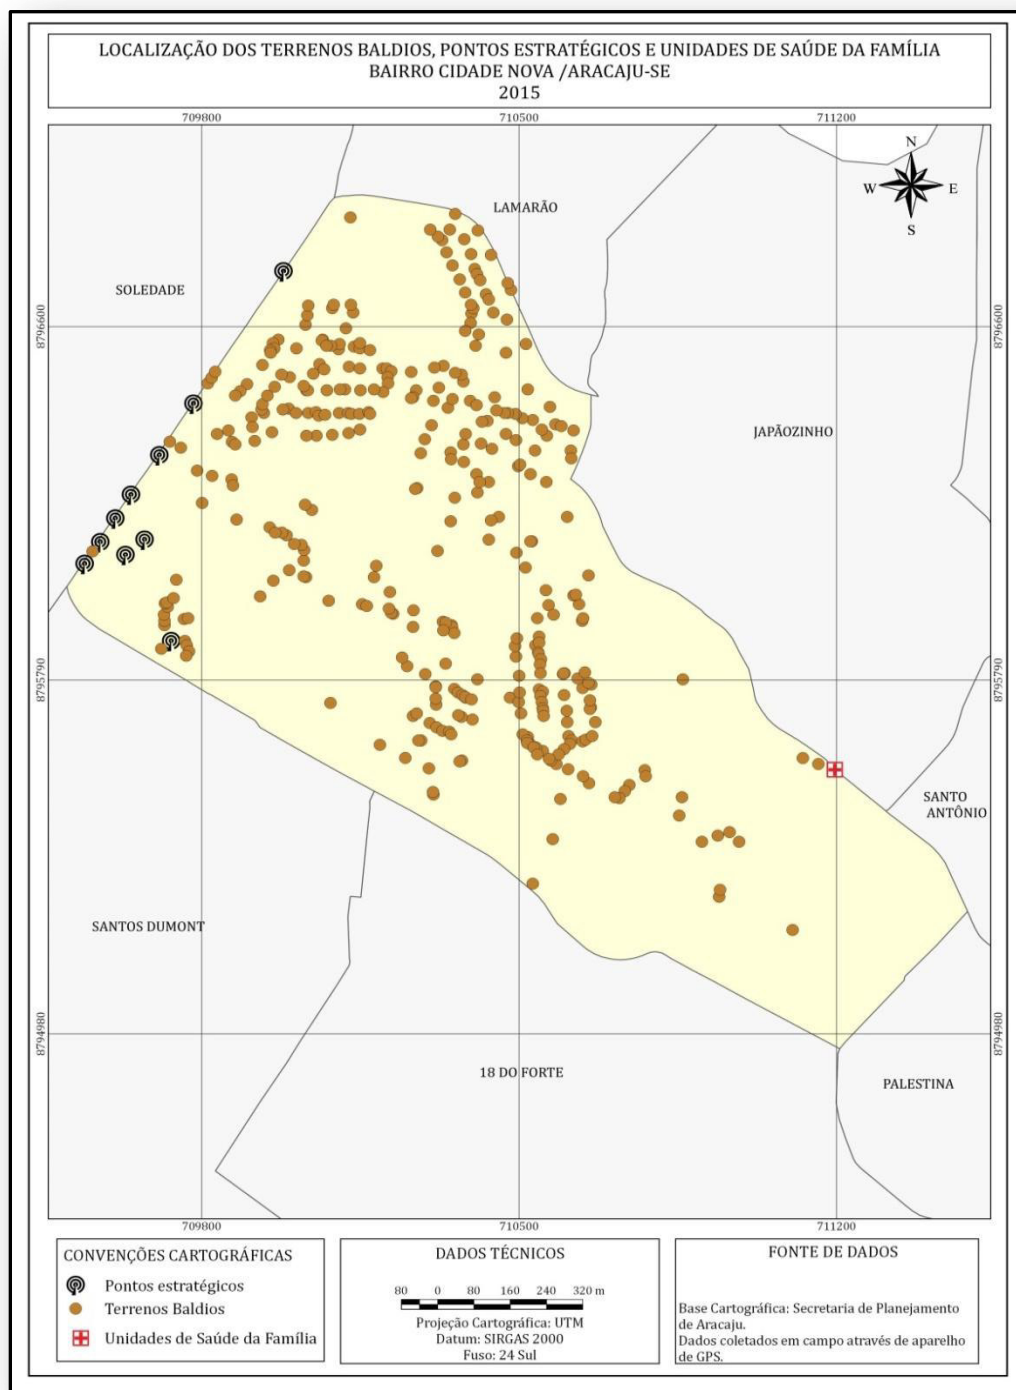 LOCALIZAÇÃO DOS TERRENOS BALDIOS, PONTOS ESTRATÉGICOS E UNIDADES DE SAÚDE DA FAMÍLIA
BAIRRO CIDADE NOVA /ARACAJU-SE
2015
709800
710500
711200
N
W
E
S
LAMARÃO
SOLEDADE
8796600
8796600
JAPÃOZINHO
8795790
8795790
SANTO
ANTÔNIO
SANTOS DUMONT
8794980
8794980
18 DO FORTE
PALESTINA
709800
710500
711200
CONVENÇÕES CARTOGRÁFICAS
Pontos estratégicos
Terrenos Baldios
Unidades de Saúde da Família
DADOS TÉCNICOS
80 0 80 160 240 320 m
Projeção Cartográfica: UTM
Datum: SIRGAS 2000
Fuso: 24 Sul
FONTE DE DADOS
Base Cartográfica: Secretaria de Planejamento
de Aracaju.
Dados coletados em campo através de aparelho
de GPS.